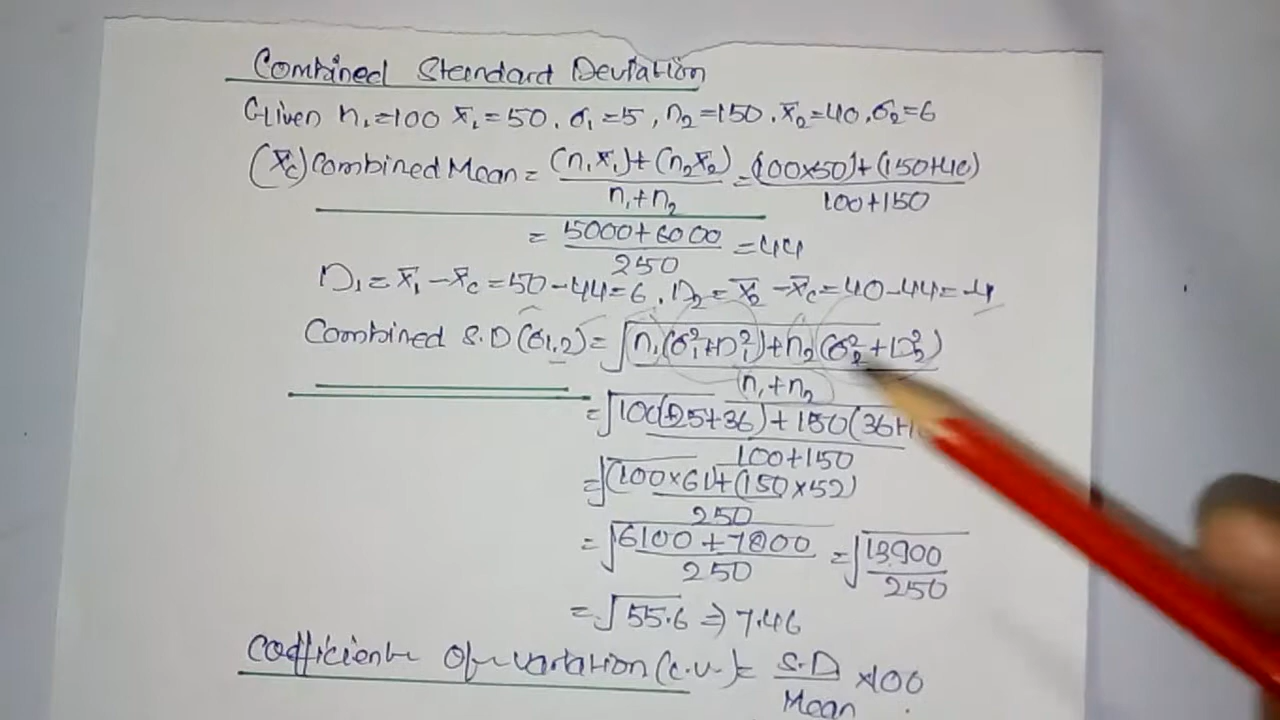 Combined Standard Deviation
Given n₁=100 x̄₁=50, σ₁=5, n₂=150, x̄₂=40, σ₂=6
(x̄c) Combined Mean = (n₁x̄₁)+(n₂x̄₂) / n₁+n₂ = (100×50)+(150+40) / 100+150
= 5000+6000 / 250 = 44
D₁ = x̄₁ - x̄c = 50-44=6, D₂ = x̄₂ - x̄c = 40-44=-4
Combined S.D (σ1,2) = √ n₁(σ₁²+D₁²)+n₂(σ₂²+D₂²) / (n₁+n₂)
= √ 100(25+36)+150(36+ / 100+150
= √ (100×61)+(150×52) / 250
= √ 6100+7800 / 250 = √ 13900 / 250
= √55.6 ⇒ 7.46
Coefficient Of variation (c.v.) = S.D / Mean ×100